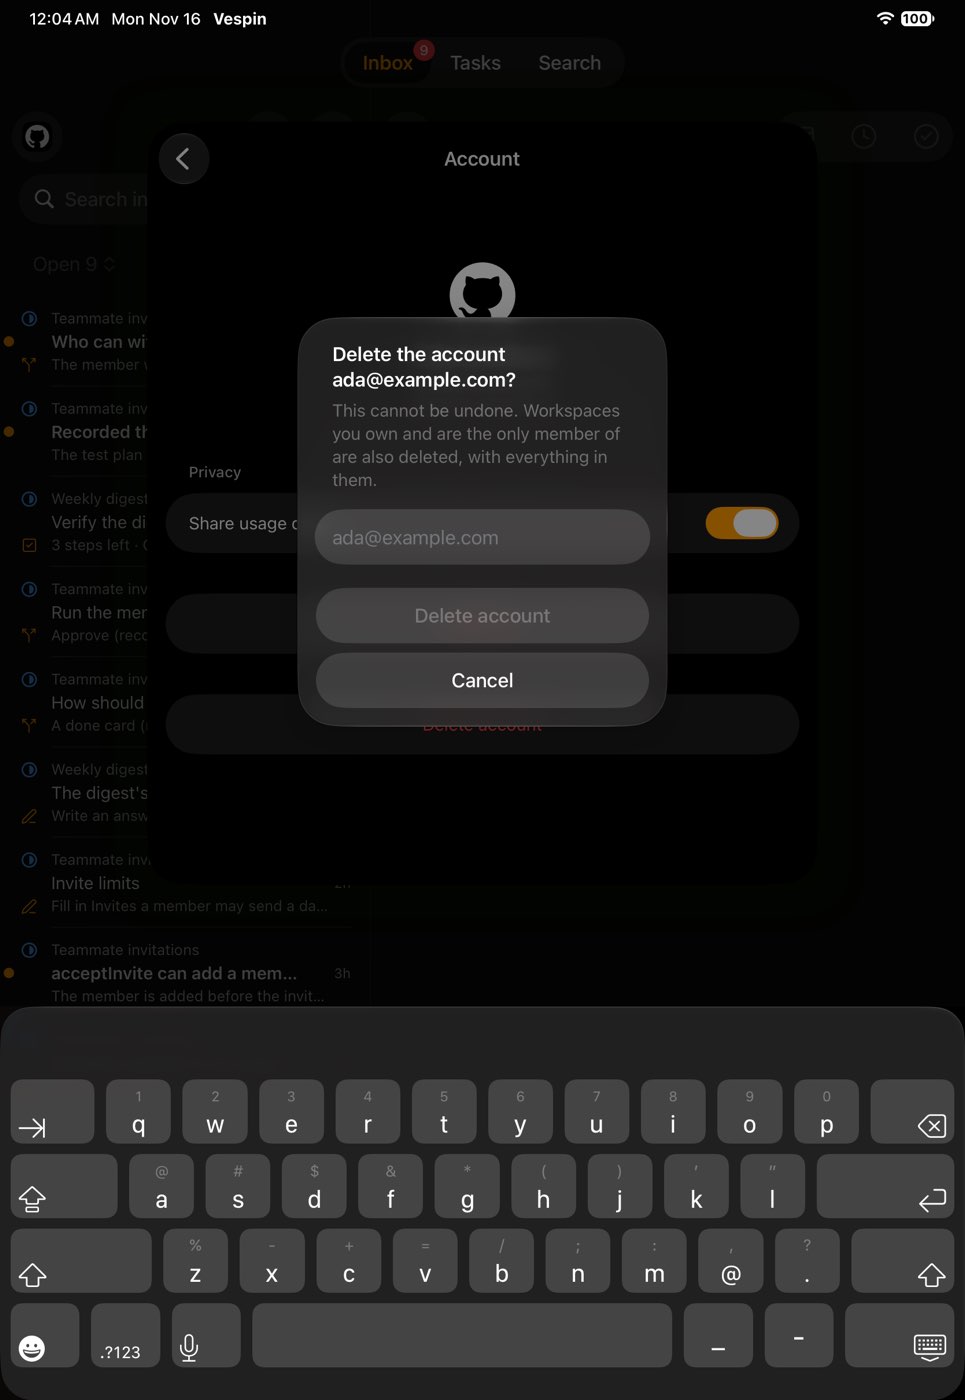 12:04 AM Mon Nov 16 Vespin
100
Inbox 9 Tasks Search
Account
Search in
Open 9
Teammate inv
Who can wi
The member
Teammate inv
Recorded th
The test plan
Weekly digest
Verify the di
3 steps left ·
Teammate inv
Run the mer
Approve (reco
Teammate inv
How should
A done card (
Weekly digest
The digest's
Write an answ
Teammate invi
Invite limits
2h
Fill in Invites a member may send a da...
Teammate invitations
acceptInvite can add a mem... 3h
The member is added before the invit...
Privacy
Share usage
Delete account
Delete the account
ada@example.com?
This cannot be undone. Workspaces
you own and are the only member of
are also deleted, with everything in
them.
ada@example.com
Delete account
Cancel
1 2 3 4 5 6 7 8 9 0
q w e r t y u i o p
@ # $ & * ( ) ' "
a s d f g h j k l
% - + = / ; : , ?
z x c v b n m @ .
.?123 _ -